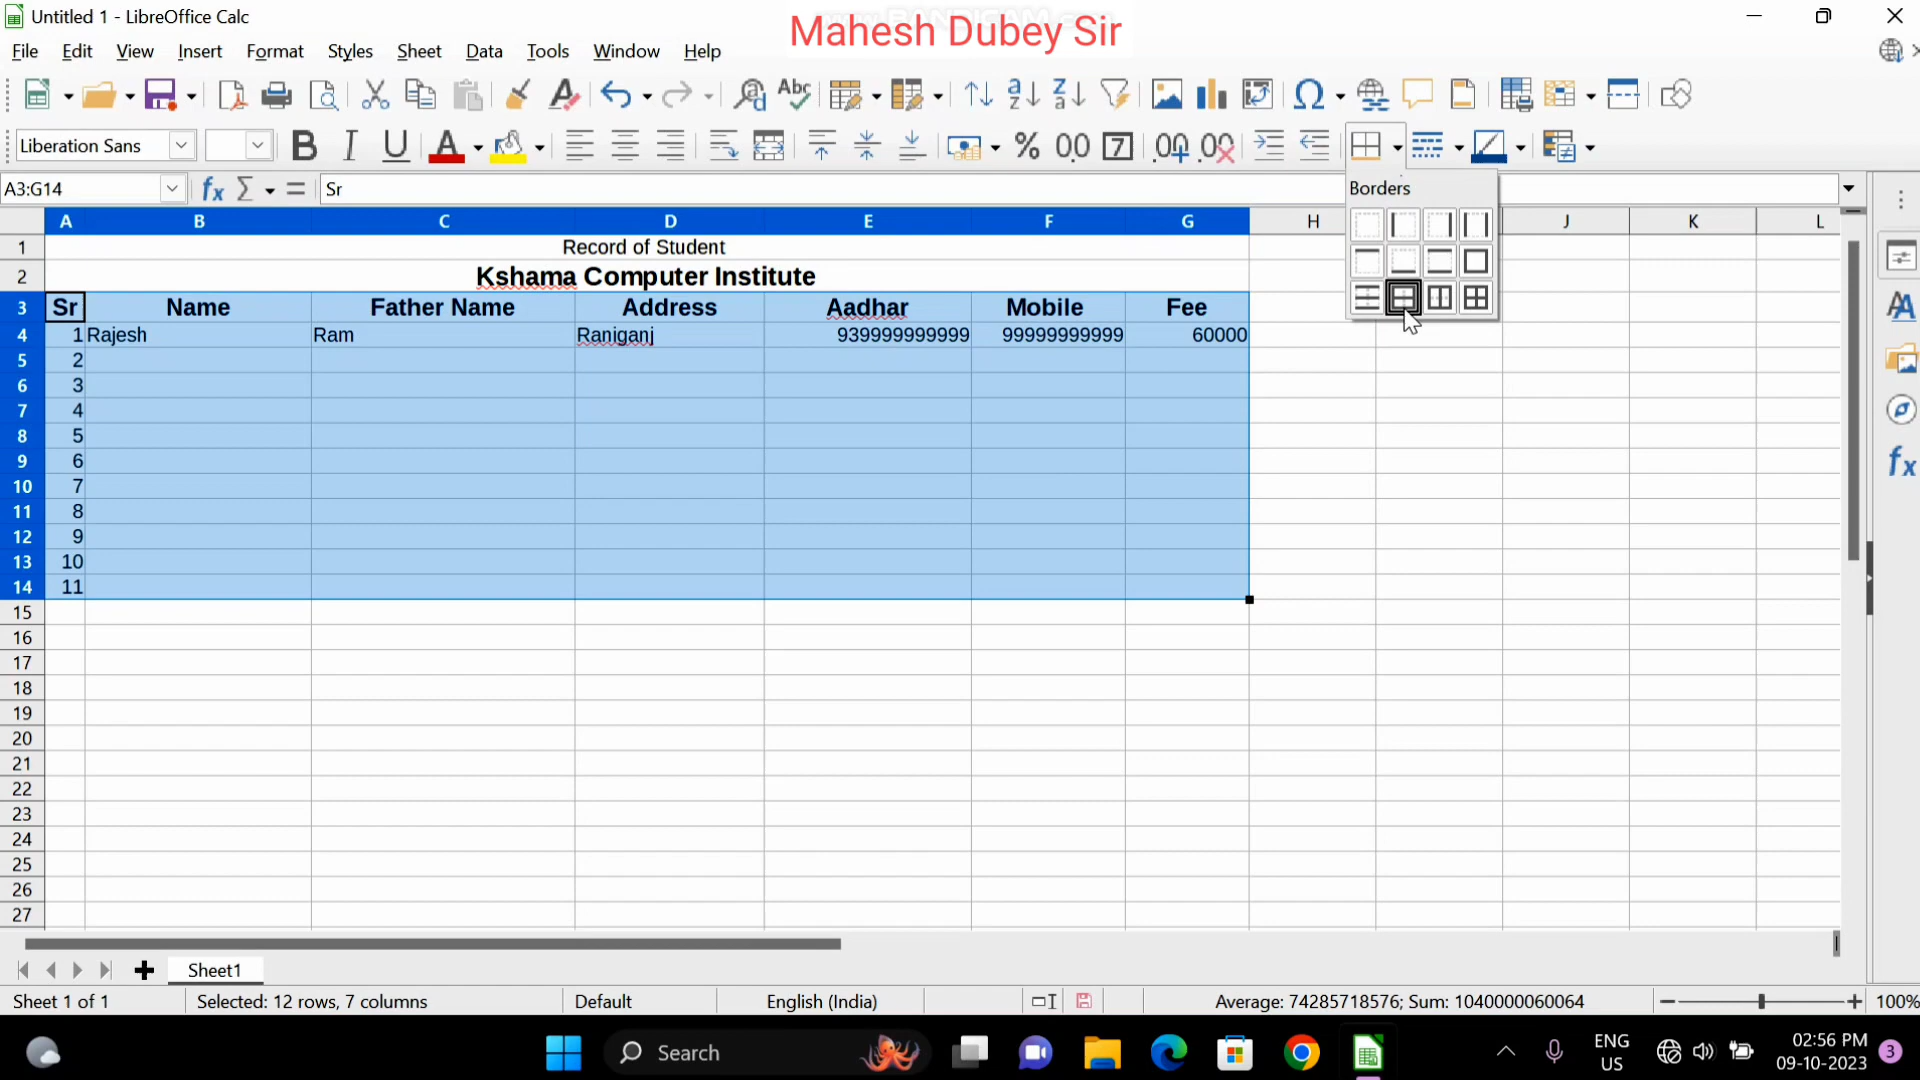 Untitled 1 - LibreOffice Calc
Mahesh Dubey Sir
File Edit View Insert Format Styles Sheet Data Tools Window Help
Liberation Sans
A3:G14 Sr
Borders
A B C D E F G H J K L
1 Record of Student
2 Kshama Computer Institute
3 Sr Name Father Name Address Aadhar Mobile Fee
4 1 Rajesh Ram Raniganj 939999999999 99999999999 60000
5 2
6 3
7 4
8 5
9 6
10 7
11 8
12 9
13 10
14 11
15
16
17
18
19
20
21
22
23
24
25
26
27
Sheet1
Sheet 1 of 1 Selected: 12 rows, 7 columns Default English (India) Average: 74285718576; Sum: 1040000060064 100%
Search ENG US 02:56 PM 09-10-2023 3